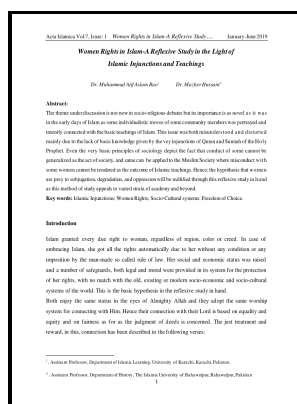 Acta Islamica Vol 7, Issue: 1 Women Rights in Islam-A Reflexive Study… January-June 2019
Women Rights in Islam-A Reflexive Study in the Light of
Islamic Injunctions and Teachings
Dr. Muhammad Atif Aslam Rao Dr. Mazher Hussain
Abstract:
The theme under discussion is not new in socio-religious debates but its importance is as novel as it was
in the early days of Islam as some individualistic moves of some community members was portrayed and
intently connected with the basic teachings of Islam. This issue was both misunderstood and distorted
mainly due to the lack of basic knowledge given by the very injunctions of Quran and Sunnah of the Holy
Prophet. Even the very basic principles of sociology depict the fact that conduct of some cannot be
generalized as the act of society, and same can be applied to the Muslim Society where misconduct with
some women cannot be rendered as the outcome of Islamic teachings. Hence; the hypothesis that women
are prey to subjugation, degradation, and oppression will be nullified through this reflexive study in hand
as this method of study appeals to varied strata of academy and beyond.
Key words: Islamic Injunctions; Women Rights; Socio-Cultural systems; Freedom of Choice.
Introduction
Islam granted every due right to woman, regardless of region, color or creed. In case of
embracing Islam, she got all the rights automatically due to her without any condition or any
imposition by the man-made so called rule of law. Her social and economic status was raised
and a number of safeguards, both legal and moral were provided in its system for the protection
of her rights, with no match with the old, existing or modern socio-economic and socio-cultural
systems of the world. This is the basic hypothesis in the reflexive study in hand.
Both enjoy the same status in the eyes of Almighty Allah and they adopt the same worship
system for connecting with Him. Hence their connection with their Lord is based on equality and
equity and on fairness as far as the judgment of deeds is concerned. The just treatment and
reward, in this, connection has been described in the following verses:
. Assistant Professor, Department of Islamic Learning, University of Karachi, Karachi, Pakistan
. Assistant Professor, Department of History, The Islamia University of Bahawalpur, Bahawalpur, Pakistan
1